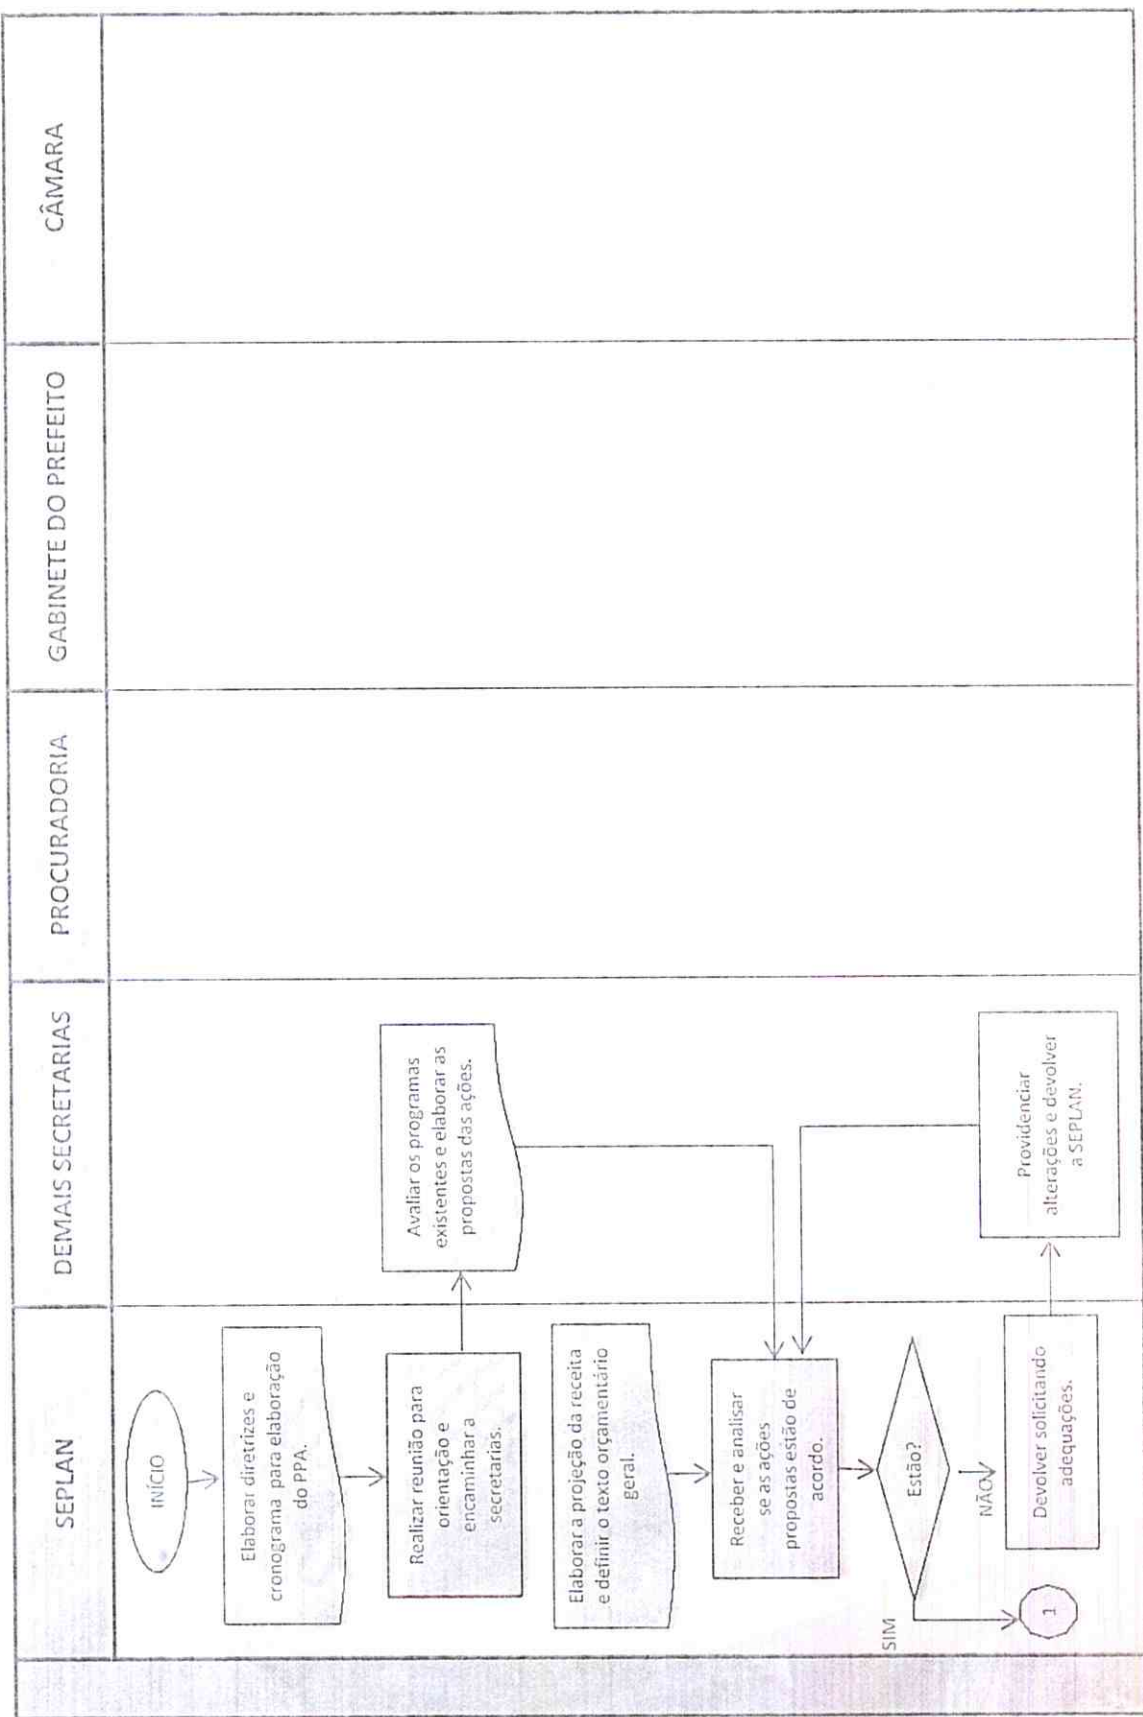 SEPLAN
DEMAIS SECRETARIAS
PROCURADORIA
GABINETE DO PREFEITO
CÂMARA
INÍCIO
Elaborar diretrizes e
cronograma para elaboração
do PPA.
Realizar reunião para
orientação e
encaminhar a
secretarias.
Avaliar os programas
existentes e elaborar as
propostas das ações.
Elaborar a projeção da receita
e definir o texto orçamentário
geral.
Receber e analisar
se as ações
propostas estão de
acordo.
Estão?
SIM
NÃO
1
Devolver solicitando
adequações.
Providenciar
alterações e devolver
a SEPLAN.